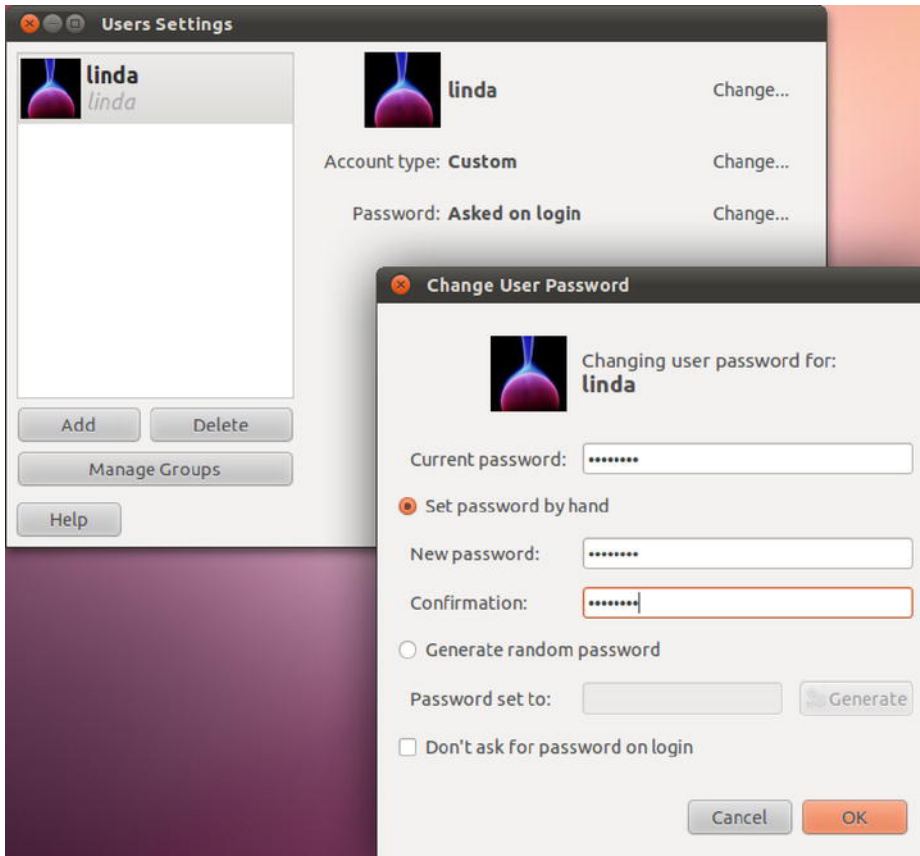 Users Settings
linda
linda
linda Change...
Account type: Custom Change...
Password: Asked on login Change...
Add Delete
Manage Groups
Help
Change User Password
Changing user password for:
linda
Current password: ••••••••
Set password by hand
New password: ••••••••
Confirmation: ••••••••
Generate random password
Password set to: Generate
Don't ask for password on login
Cancel OK